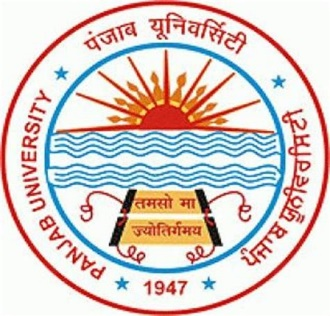 पंजाब यूनिवर्सिटी
PANJAB UNIVERSITY
ਪੰਜਾਬ ਯੂਨੀਵਰਸਿਟੀ
तमसो मा
ज्योतिर्गमय
1947